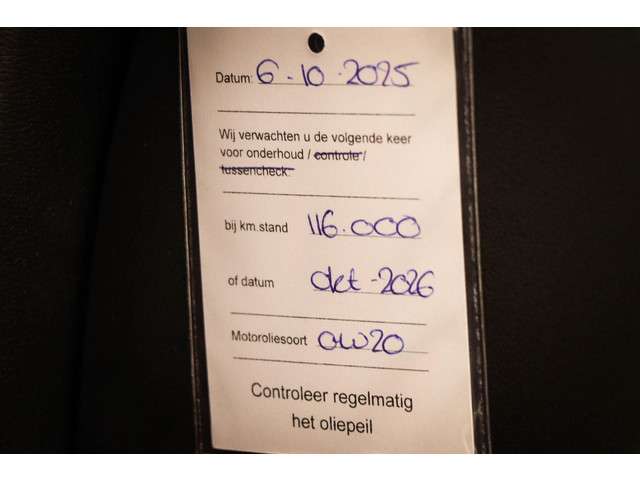 Datum: 6-10-2025
Wij verwachten u de volgende keer
voor onderhoud / controle /
tussencheck.
bij km.stand 116.000
of datum okt-2026
Motoroliesoort 0W20
Controleer regelmatig
het oliepeil